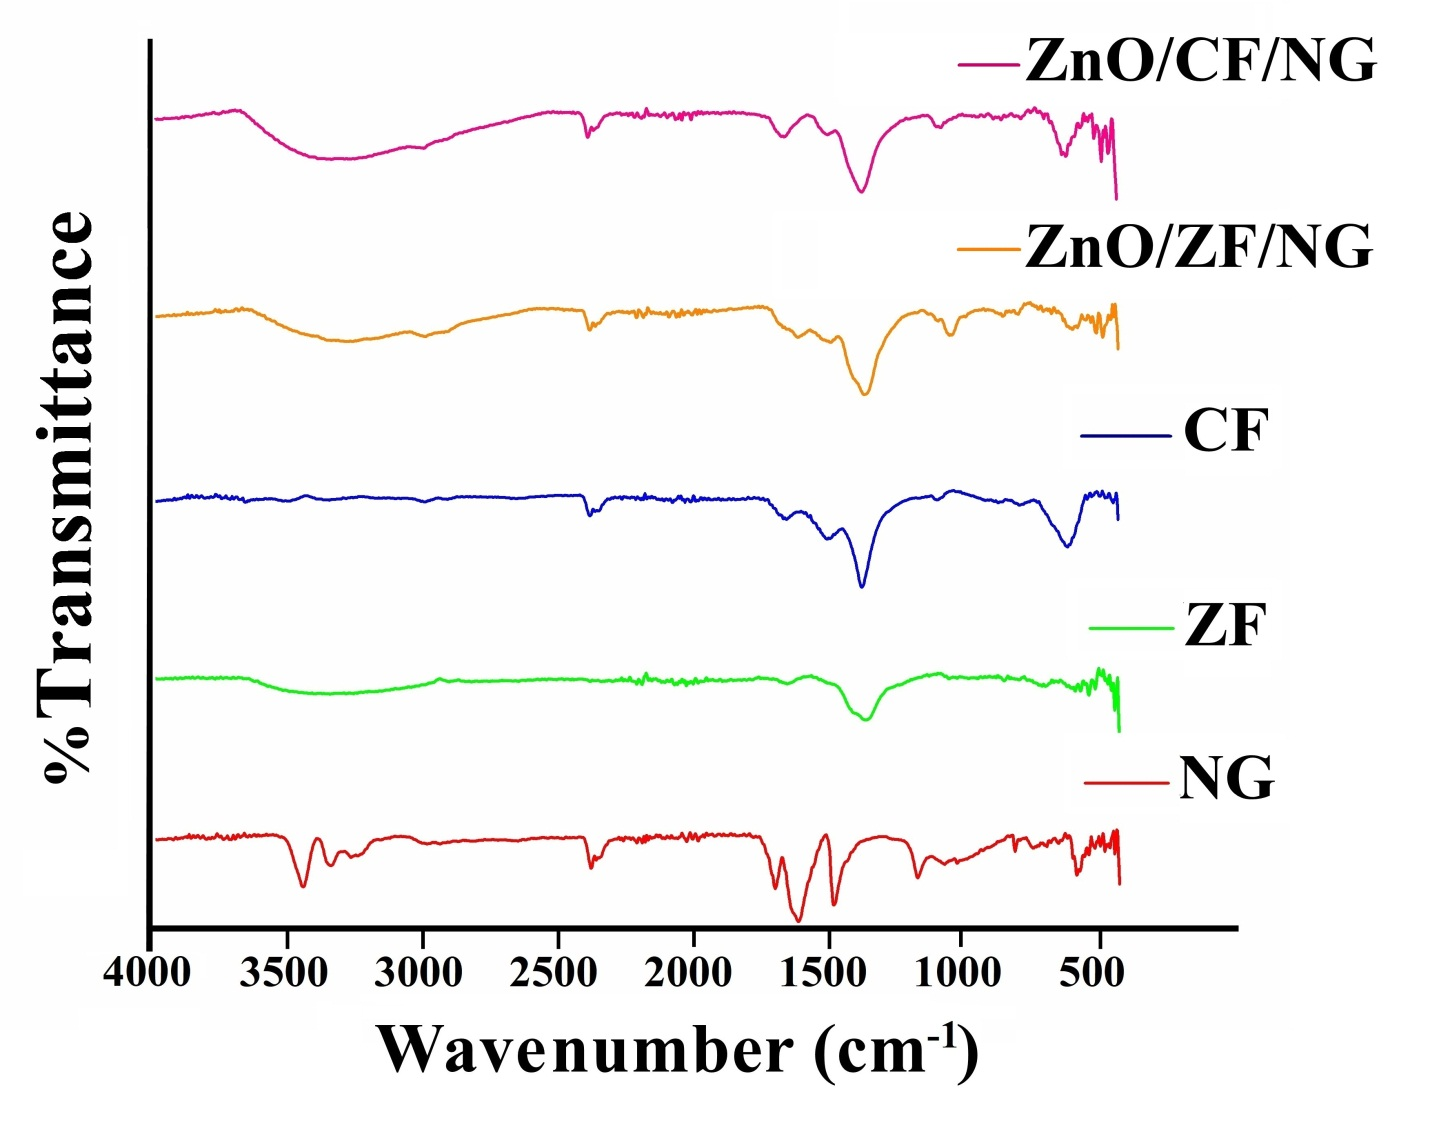 ZnO/CF/NG
ZnO/ZF/NG
CF
ZF
NG
%Transmittance
4000 3500 3000 2500 2000 1500 1000 500
Wavenumber (cm⁻¹)